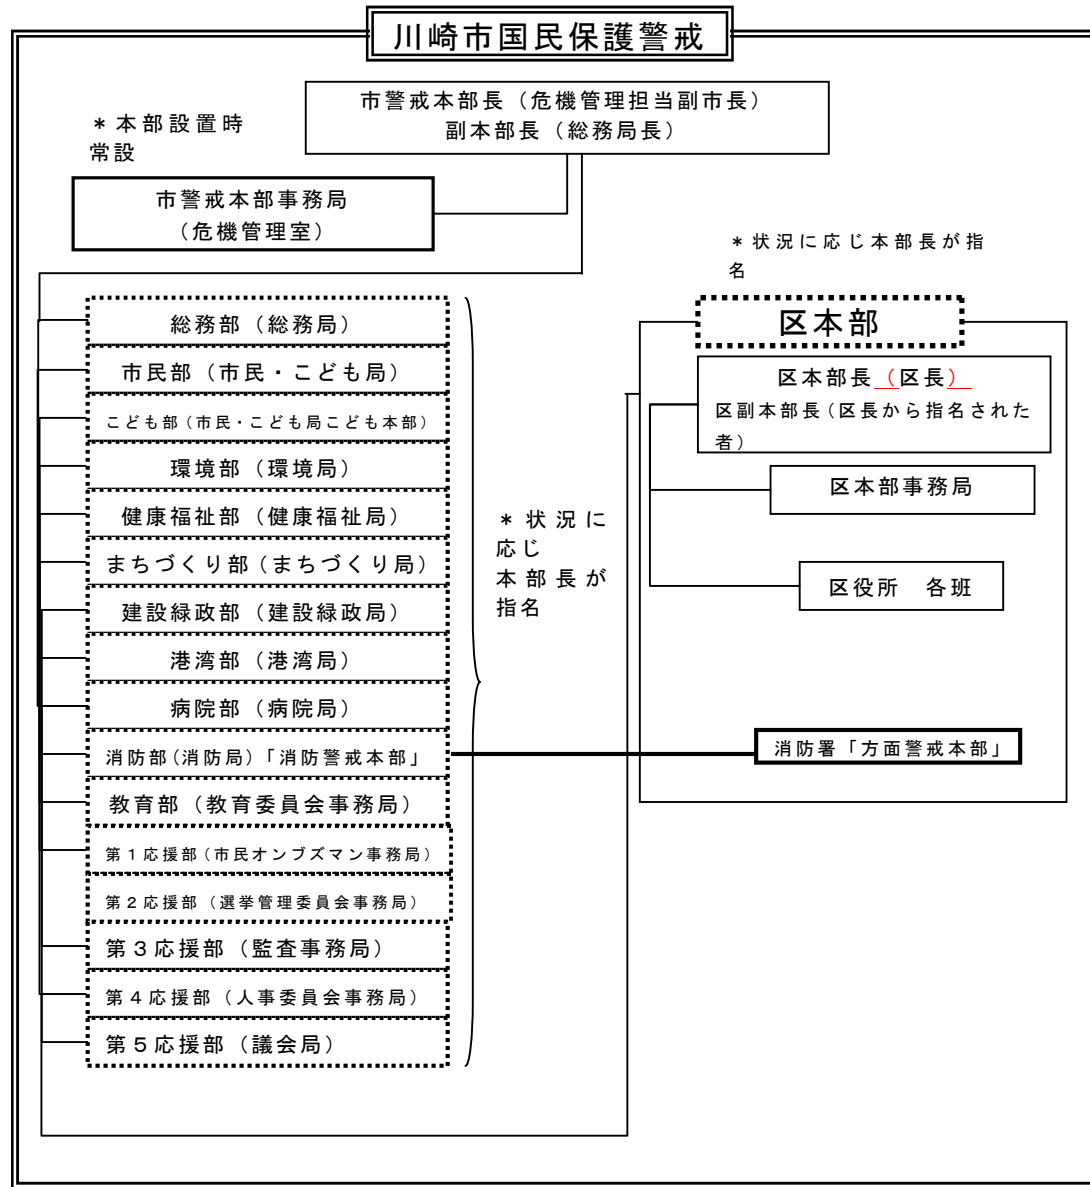 川崎市国民保護警戒
市警戒本部長（危機管理担当副市長）
副本部長（総務局長）
＊本部設置時
常設
市警戒本部事務局
（危機管理室）
＊状況に応じ本部長が指
名
総務部（総務局）
市民部（市民・こども局）
こども部（市民・こども局こども本部）
環境部（環境局）
健康福祉部（健康福祉局）
まちづくり部（まちづくり局）
建設緑政部（建設緑政局）
港湾部（港湾局）
病院部（病院局）
消防部（消防局）「消防警戒本部」
教育部（教育委員会事務局）
第１応援部（市民オンブズマン事務局）
第２応援部（選挙管理委員会事務局）
第３応援部（監査事務局）
第４応援部（人事委員会事務局）
第５応援部（議会局）
＊状況に
応じ
本部長が
指名
区本部
区本部長（区長）
区副本部長（区長から指名された
者）
区本部事務局
区役所　各班
消防署「方面警戒本部」